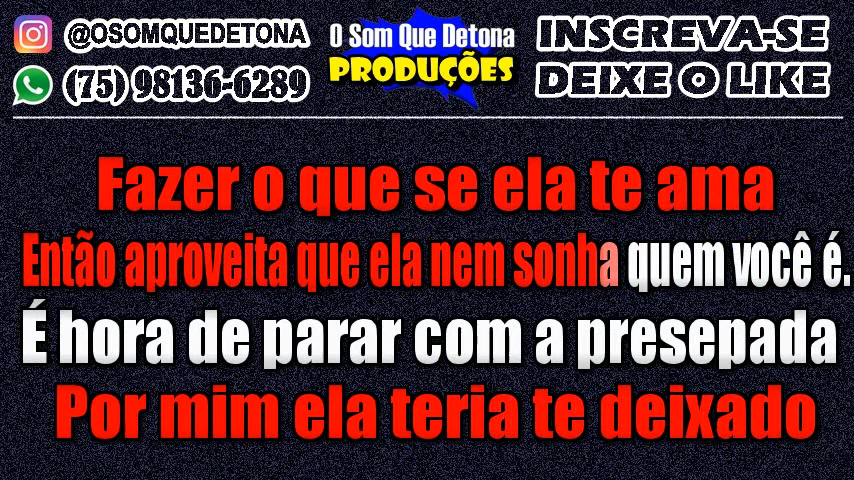 @OSOMQUEDETONA
(75) 98136-6289
O Som Que Detona
PRODUÇÕES
INSCREVA-SE
DEIXE O LIKE
Fazer o que se ela te ama
Então aproveita que ela nem sonha quem você é.
É hora de parar com a presepada
Por mim ela teria te deixado